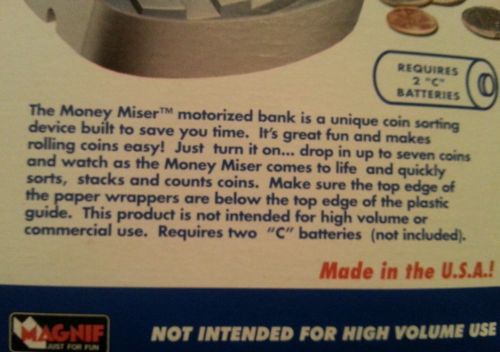 REQUIRES
2 "C"
BATTERIES
The Money Miser™ motorized bank is a unique coin sorting
device built to save you time. It's great fun and makes
rolling coins easy! Just turn it on... drop in up to seven coins
and watch as the Money Miser comes to life and quickly
sorts, stacks and counts coins. Make sure the top edge of
the paper wrappers are below the top edge of the plastic
guide. This product is not intended for high volume or
commercial use. Requires two "C" batteries (not included).
Made in the U.S.A.!
MAGNIF
JUST FOR FUN
NOT INTENDED FOR HIGH VOLUME USE